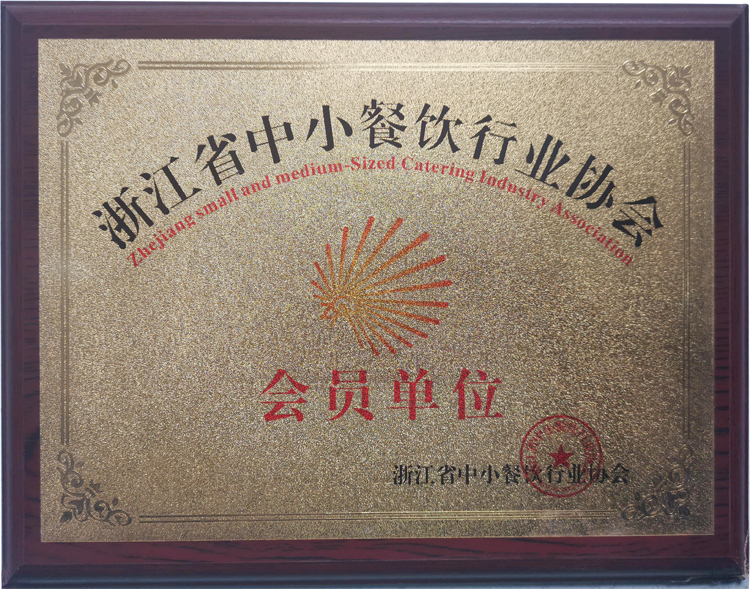 浙江省中小餐饮行业协会
Zhejiang small and medium-Sized Catering Industry Association
会员单位
浙江省中小餐饮行业协会